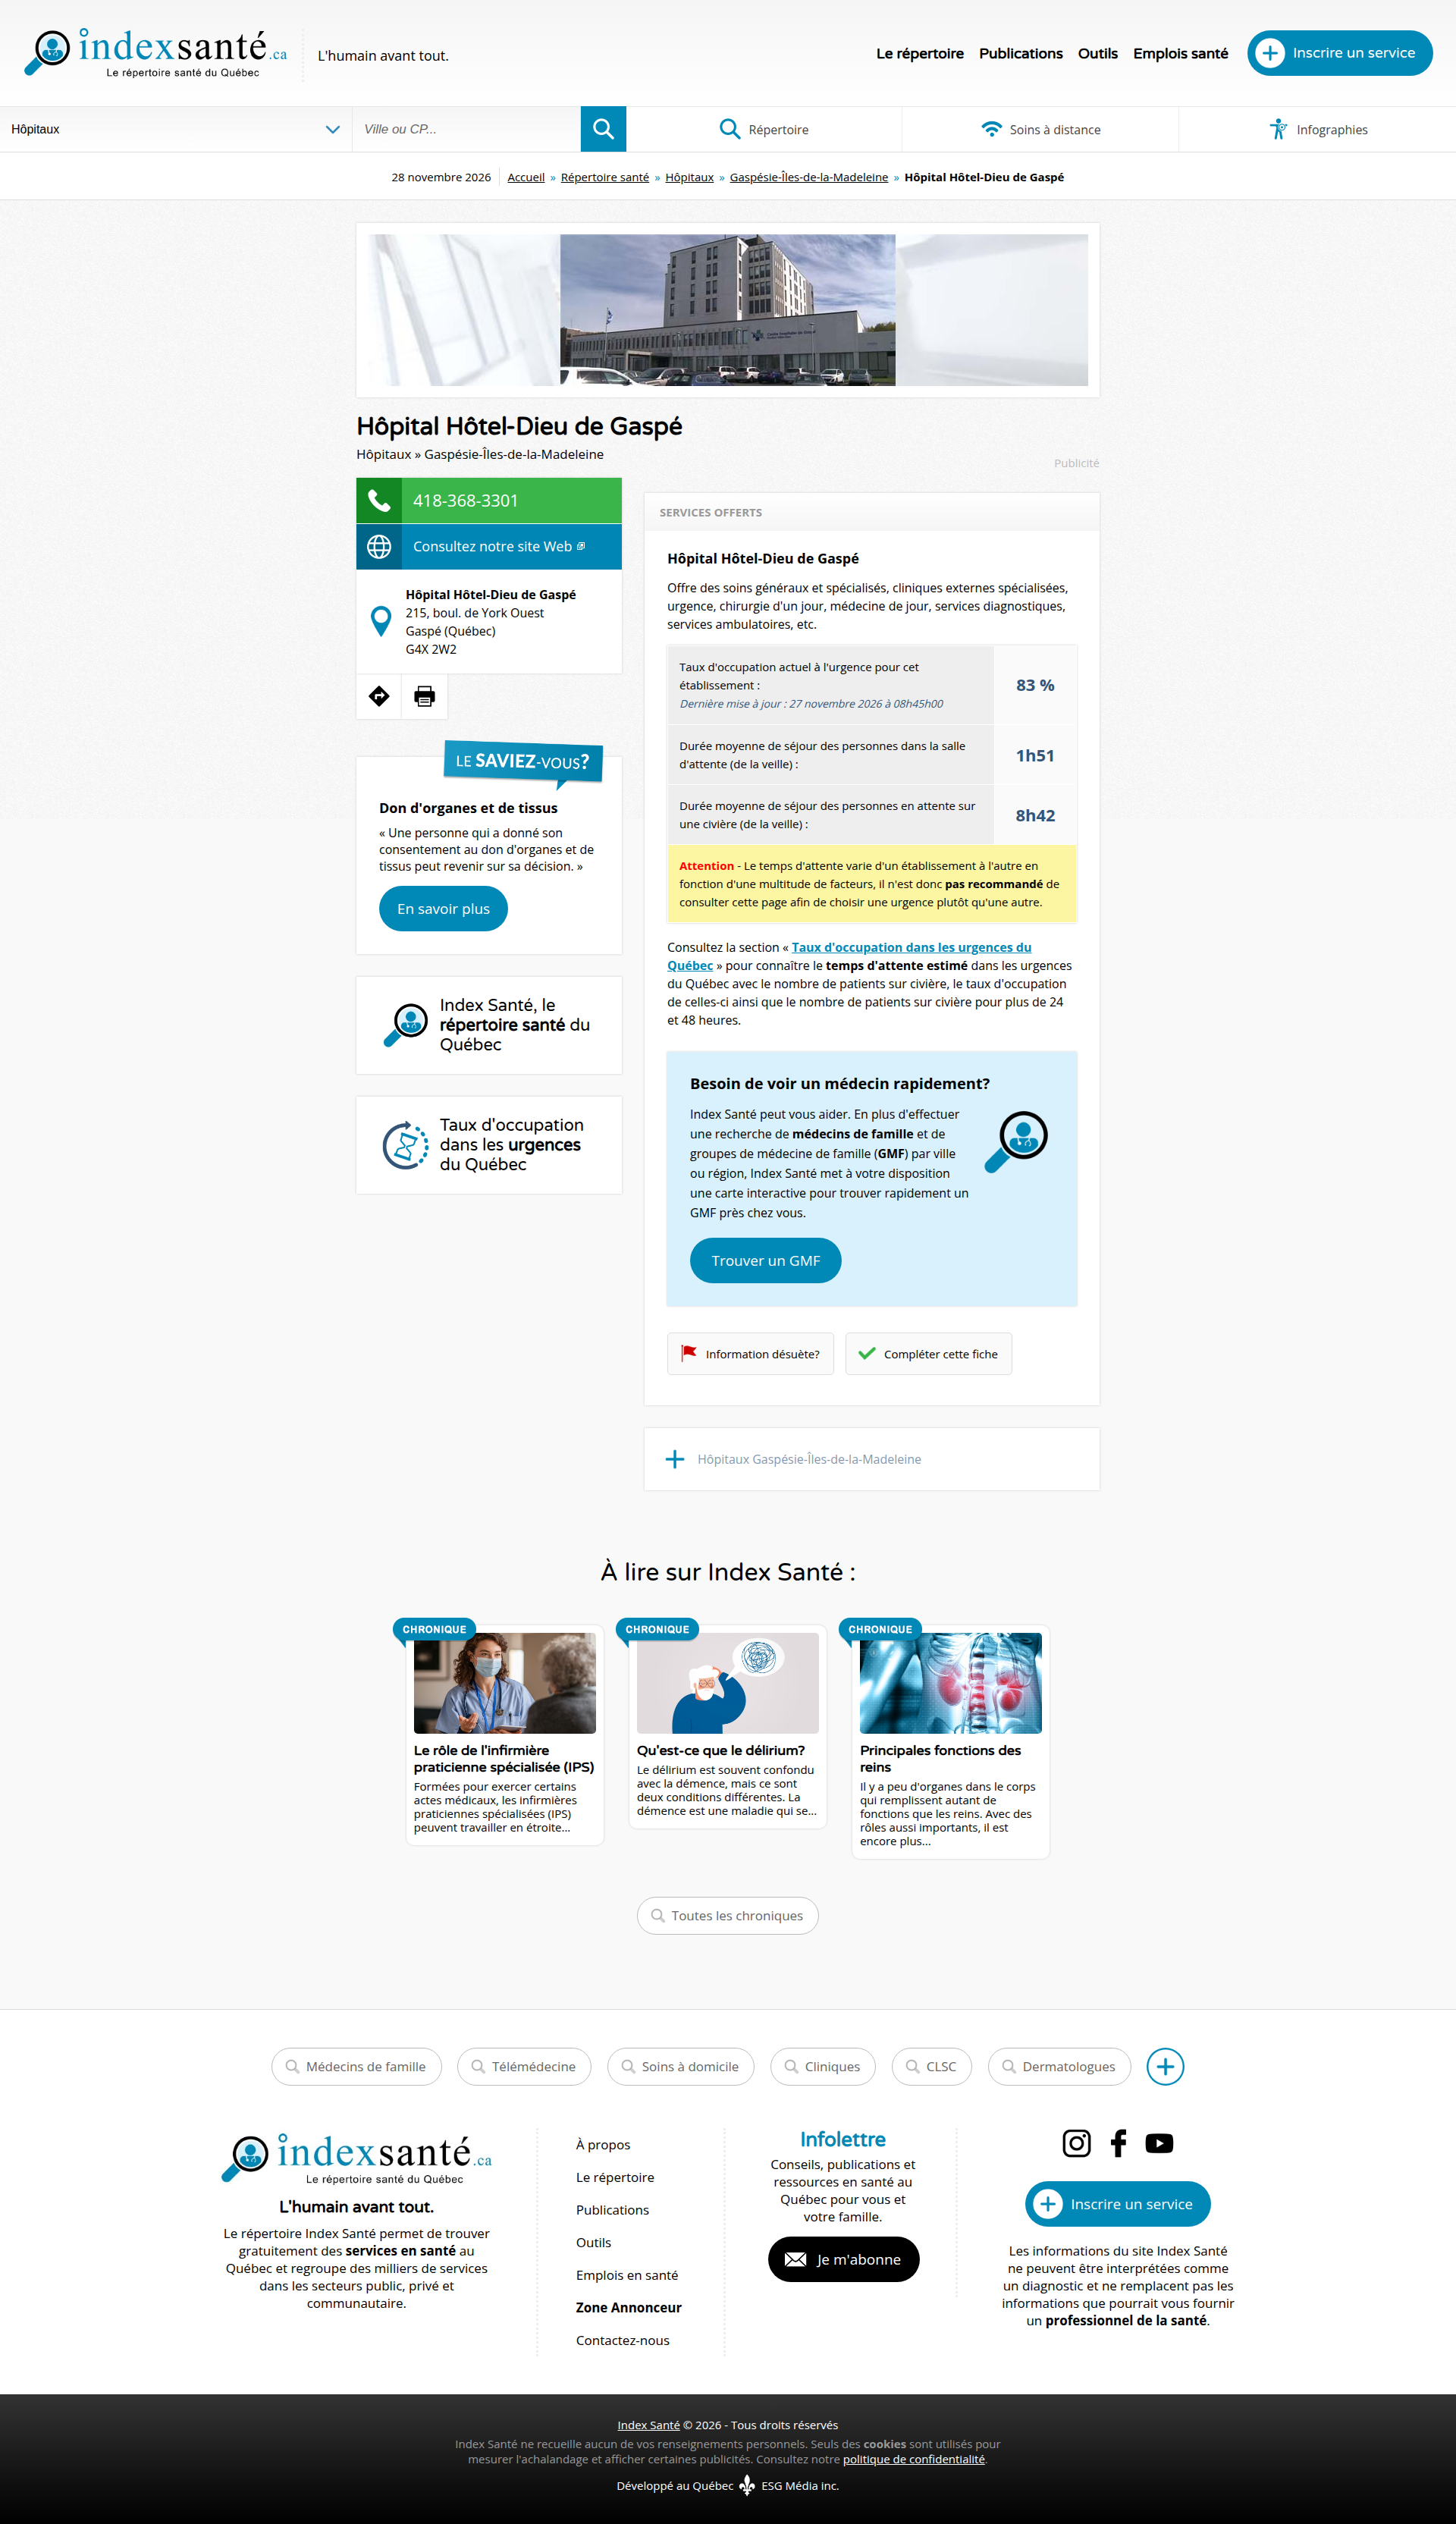 indexsanté.ca
Le répertoire santé du Québec
L'humain avant tout.
Le répertoire
Publications
Outils
Emplois santé
Inscrire un service
Hôpitaux
Ville ou CP...
Répertoire
Soins à distance
Infographies
28 novembre 2026 Accueil » Répertoire santé » Hôpitaux » Gaspésie-Îles-de-la-Madeleine » Hôpital Hôtel-Dieu de Gaspé
Hôpital Hôtel-Dieu de Gaspé
Hôpitaux » Gaspésie-Îles-de-la-Madeleine
Publicité
418-368-3301
Consultez notre site Web
Hôpital Hôtel-Dieu de Gaspé
215, boul. de York Ouest
Gaspé (Québec)
G4X 2W2
LE SAVIEZ-VOUS?
Don d'organes et de tissus
« Une personne qui a donné son
consentement au don d'organes et de
tissus peut revenir sur sa décision. »
En savoir plus
Index Santé, le
répertoire santé du
Québec
Taux d'occupation
dans les urgences
du Québec
SERVICES OFFERTS
Hôpital Hôtel-Dieu de Gaspé
Offre des soins généraux et spécialisés, cliniques externes spécialisées,
urgence, chirurgie d'un jour, médecine de jour, services diagnostiques,
services ambulatoires, etc.
Taux d'occupation actuel à l'urgence pour cet
établissement :
Dernière mise à jour : 27 novembre 2026 à 08h45h00
83 %
Durée moyenne de séjour des personnes dans la salle
d'attente (de la veille) :
1h51
Durée moyenne de séjour des personnes en attente sur
une civière (de la veille) :
8h42
Attention - Le temps d'attente varie d'un établissement à l'autre en
fonction d'une multitude de facteurs, il n'est donc pas recommandé de
consulter cette page afin de choisir une urgence plutôt qu'une autre.
Consultez la section « Taux d'occupation dans les urgences du
Québec » pour connaître le temps d'attente estimé dans les urgences
du Québec avec le nombre de patients sur civière, le taux d'occupation
de celles-ci ainsi que le nombre de patients sur civière pour plus de 24
et 48 heures.
Besoin de voir un médecin rapidement?
Index Santé peut vous aider. En plus d'effectuer
une recherche de médecins de famille et de
groupes de médecine de famille (GMF) par ville
ou région, Index Santé met à votre disposition
une carte interactive pour trouver rapidement un
GMF près chez vous.
Trouver un GMF
Information désuète?
Compléter cette fiche
Hôpitaux Gaspésie-Îles-de-la-Madeleine
À lire sur Index Santé :
CHRONIQUE
Le rôle de l'infirmière
praticienne spécialisée (IPS)
Formées pour exercer certains
actes médicaux, les infirmières
praticiennes spécialisées (IPS)
peuvent travailler en étroite...
CHRONIQUE
Qu'est-ce que le délirium?
Le délirium est souvent confondu
avec la démence, mais ce sont
deux conditions différentes. La
démence est une maladie qui se...
CHRONIQUE
Principales fonctions des
reins
Il y a peu d'organes dans le corps
qui remplissent autant de
fonctions que les reins. Avec des
rôles aussi importants, il est
encore plus...
Toutes les chroniques
Médecins de famille
Télémédecine
Soins à domicile
Cliniques
CLSC
Dermatologues
indexsanté.ca
Le répertoire santé du Québec
L'humain avant tout.
Le répertoire Index Santé permet de trouver
gratuitement des services en santé au
Québec et regroupe des milliers de services
dans les secteurs public, privé et
communautaire.
À propos
Le répertoire
Publications
Outils
Emplois en santé
Zone Annonceur
Contactez-nous
Infolettre
Conseils, publications et
ressources en santé au
Québec pour vous et
votre famille.
Je m'abonne
Inscrire un service
Les informations du site Index Santé
ne peuvent être interprétées comme
un diagnostic et ne remplacent pas les
informations que pourrait vous fournir
un professionnel de la santé.
Index Santé © 2026 - Tous droits réservés
Index Santé ne recueille aucun de vos renseignements personnels. Seuls des cookies sont utilisés pour
mesurer l'achalandage et afficher certaines publicités. Consultez notre politique de confidentialité.
Développé au Québec ESG Média inc.